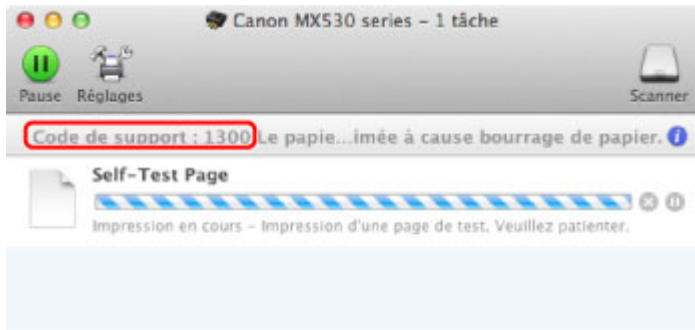 Canon MX530 series – 1 tâche
Pause Réglages Scanner
Code de support : 1300 Le papie...imée à cause bourrage de papier.
Self-Test Page
Impression en cours – Impression d'une page de test. Veuillez patienter.